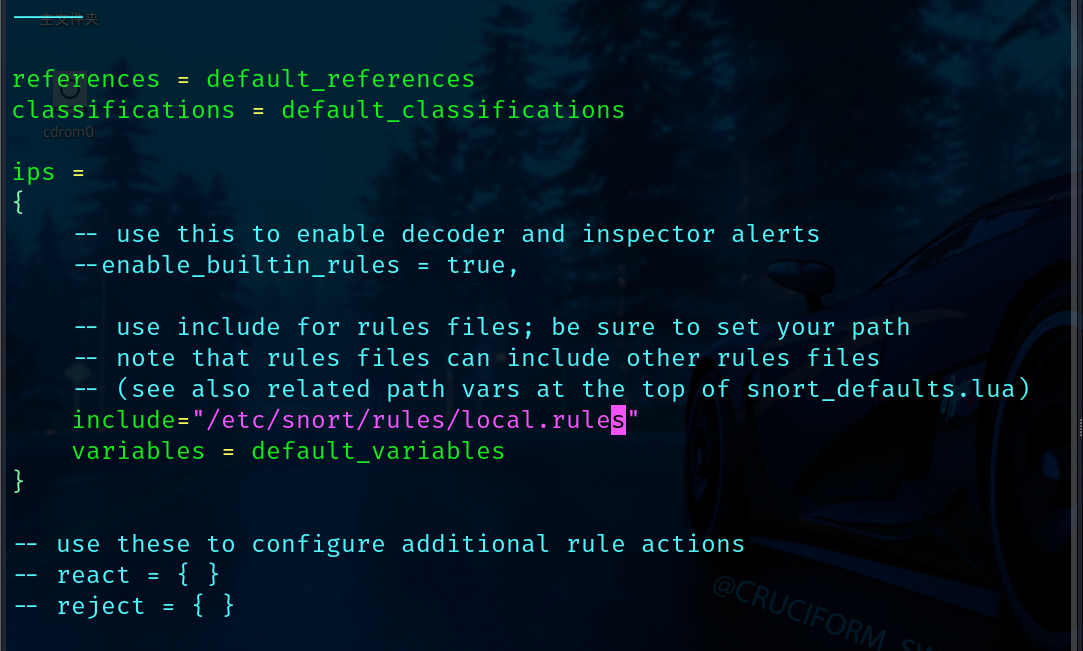 主文件夹
references = default_references
classifications = default_classifications
cdrom0
ips =
{
    -- use this to enable decoder and inspector alerts
    --enable_builtin_rules = true,
    -- use include for rules files; be sure to set your path
    -- note that rules files can include other rules files
    -- (see also related path vars at the top of snort_defaults.lua)
    include="/etc/snort/rules/local.rules"
    variables = default_variables
}
-- use these to configure additional rule actions
-- react = { }
-- reject = { }